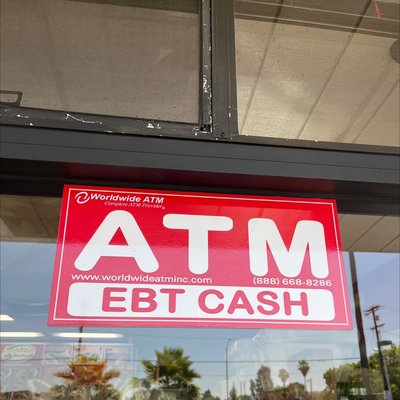 Worldwide ATM
Complete ATM Provider
ATM
www.worldwideatminc.com (888) 668-8286
EBT CASH